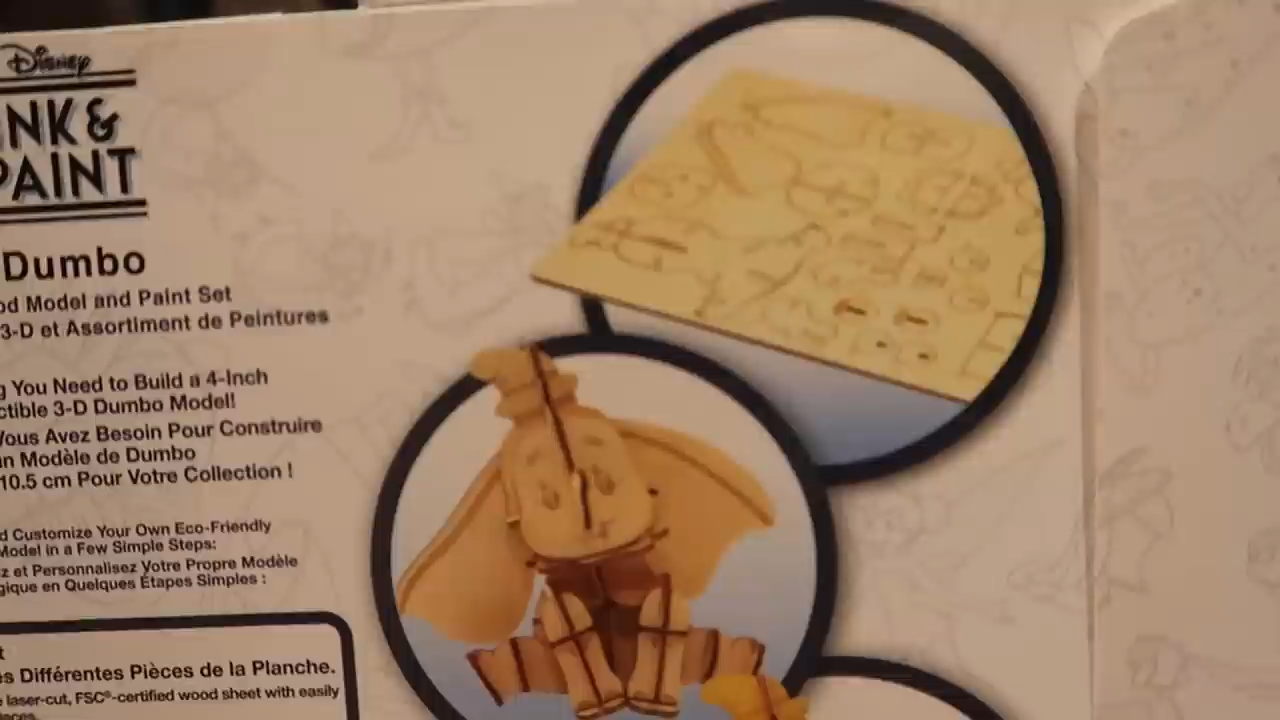 Disney
INK &
PAINT
Dumbo
od Model and Paint Set
3-D et Assortiment de Peintures
g You Need to Build a 4-Inch
ctible 3-D Dumbo Model!
Vous Avez Besoin Pour Construire
un Modèle de Dumbo
10.5 cm Pour Votre Collection !
d Customize Your Own Eco-Friendly
Model in a Few Simple Steps:
z et Personnalisez Votre Propre Modèle
gique en Quelques Étapes Simples :
t
s Différentes Pièces de la Planche.
e laser-cut, FSC®-certified wood sheet with easily